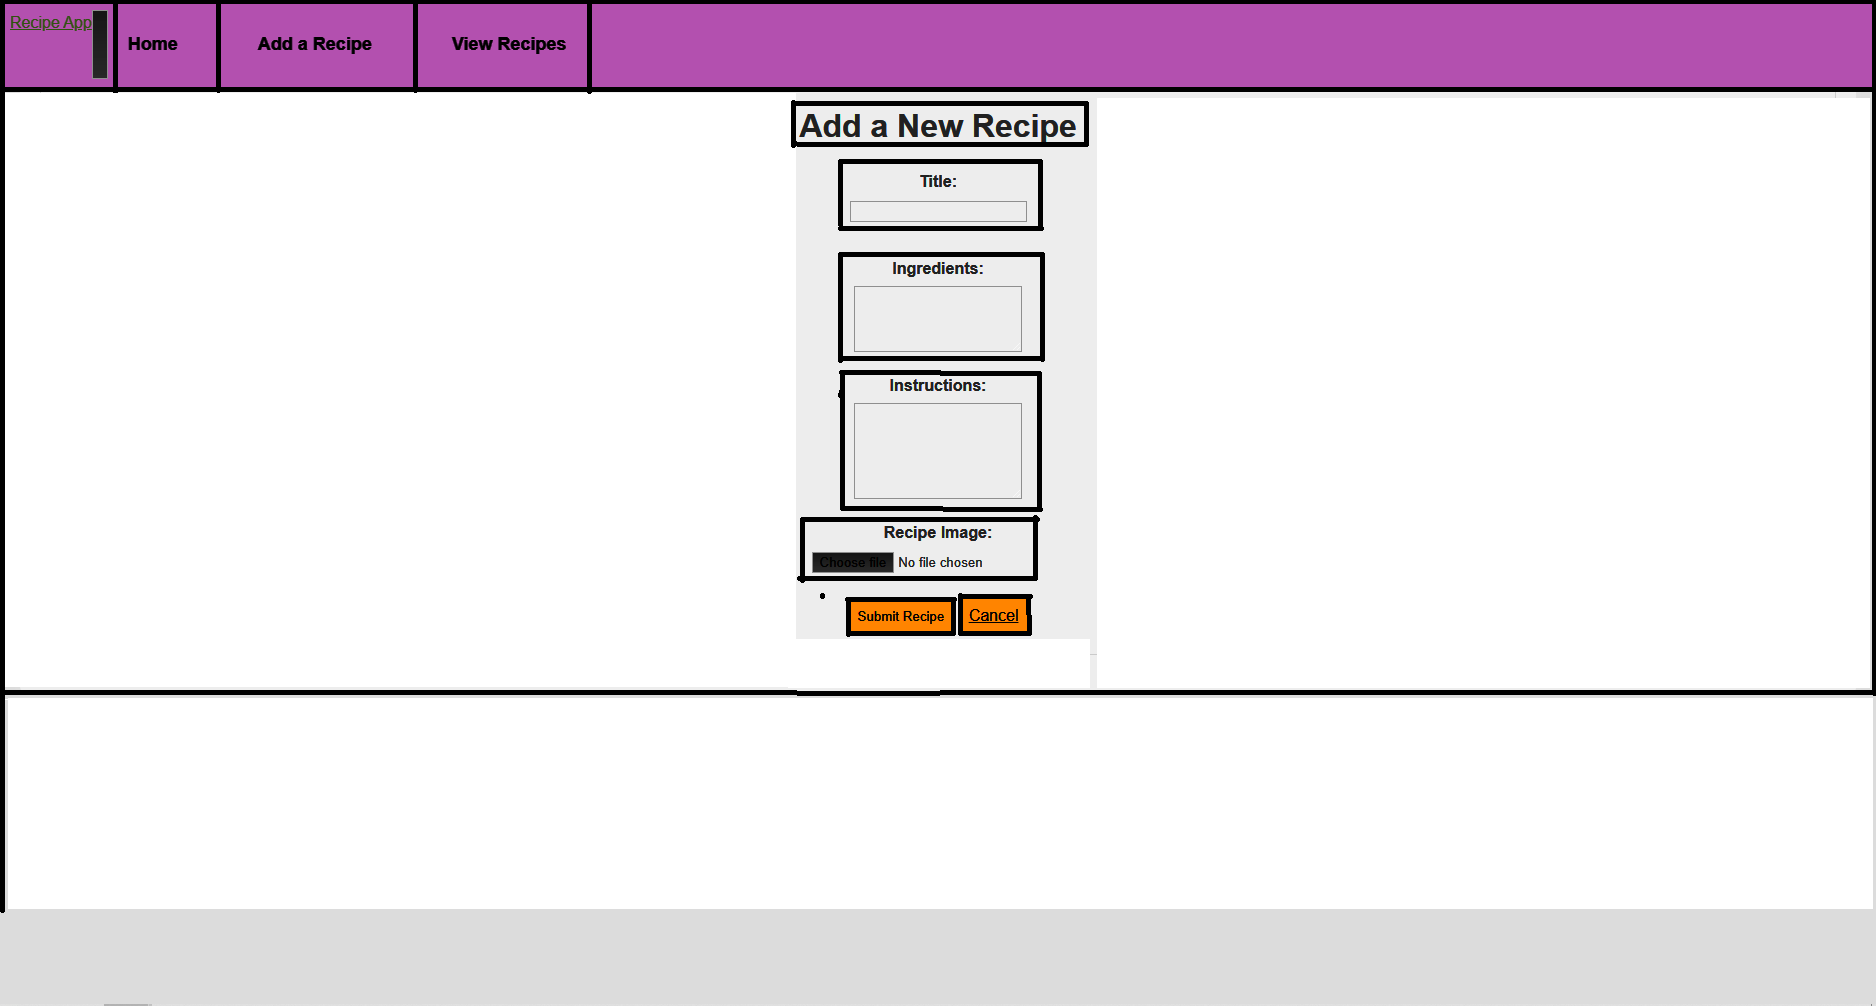 Recipe App
Home
Add a Recipe
View Recipes
Add a New Recipe
Title:
Ingredients:
Instructions:
Recipe Image:
Choose file No file chosen
Submit Recipe
Cancel